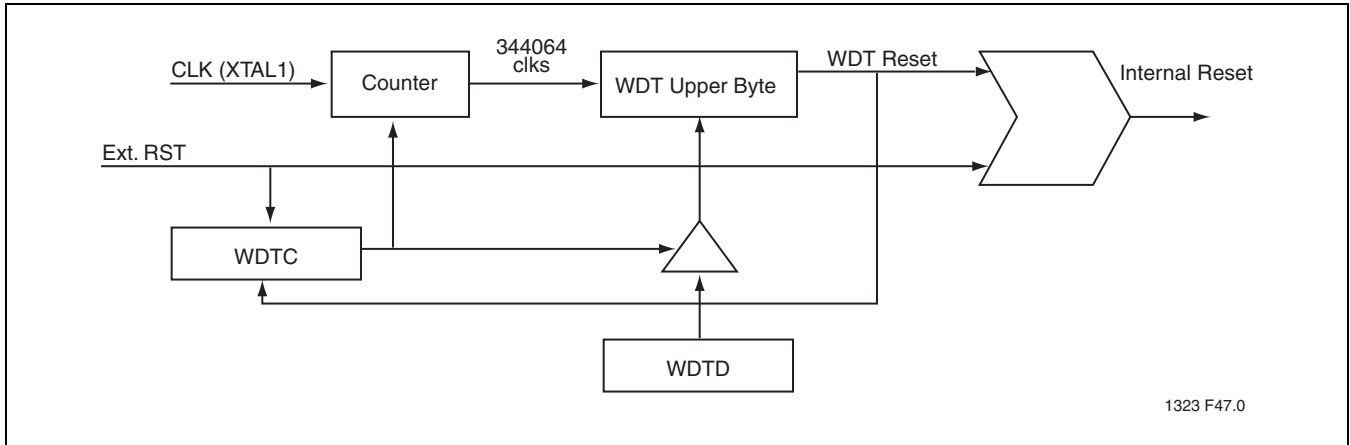 344064
clks
CLK (XTAL1)
Counter
WDT Upper Byte
WDT Reset
Internal Reset
Ext. RST
WDTC
WDTD
1323 F47.0